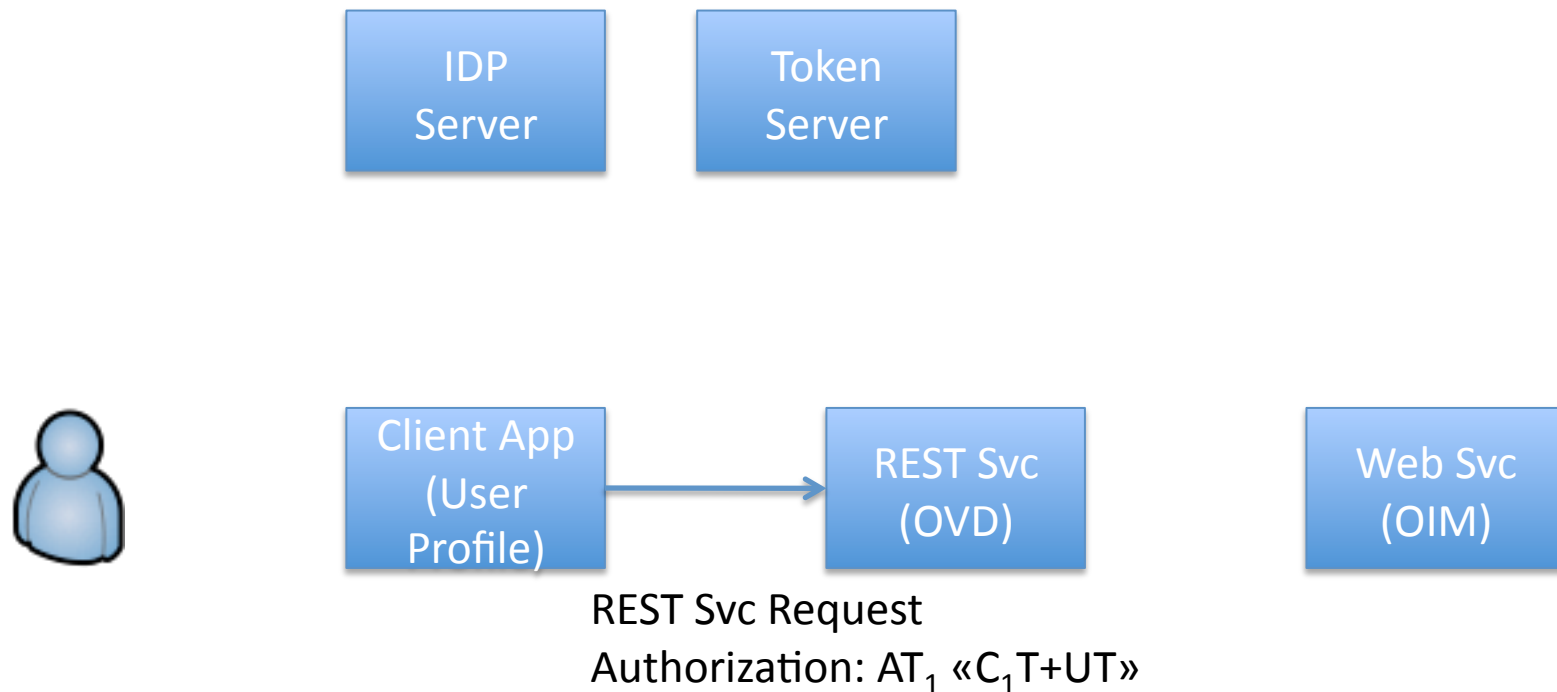 IDP
Server
Token
Server
Client App
(User
Profile)
REST Svc
(OVD)
Web Svc
(OIM)
REST Svc Request
Authorization: AT₁ «C₁T+UT»